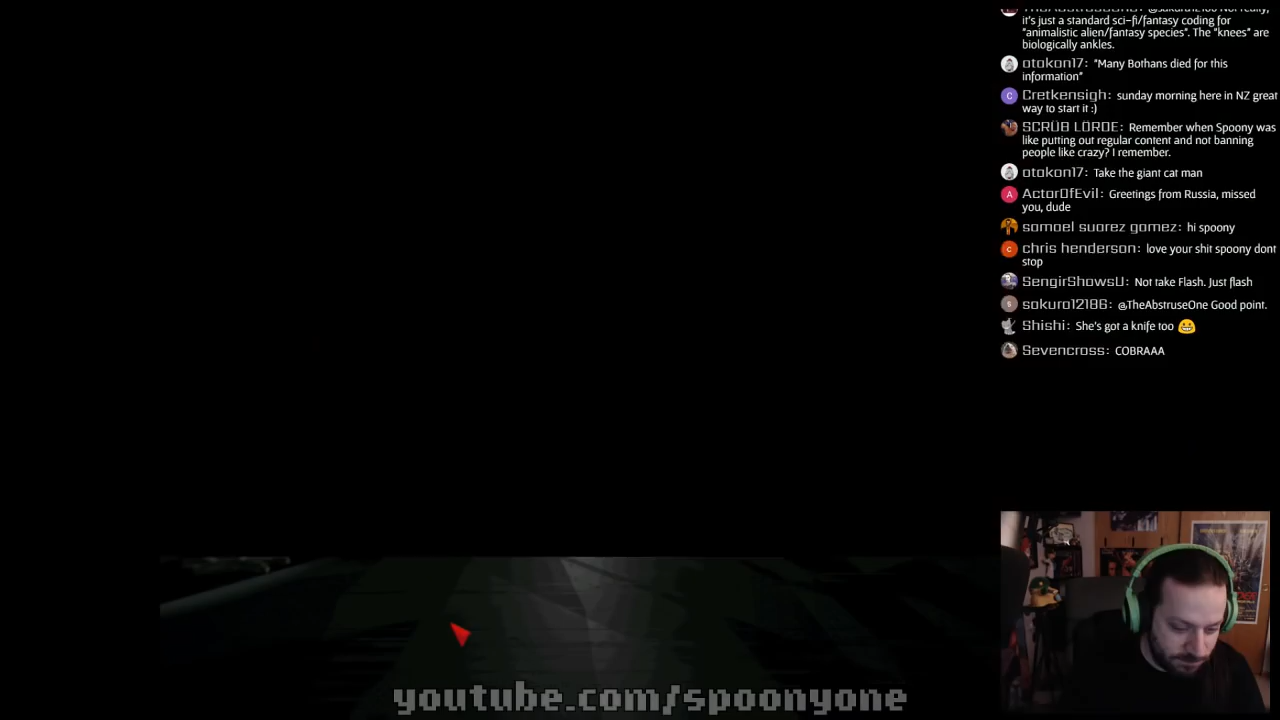 it's just a standard sci-fi/fantasy coding for
"animalistic alien/fantasy species". The "knees" are
biologically ankles.
otakon17: "Many Bothans died for this
information"
Cretkensigh: sunday morning here in NZ great
way to start it :)
SCRÜB LÖRDE: Remember when Spoony was
like putting out regular content and not banning
people like crazy? I remember.
otakon17: Take the giant cat man
ActorOfEvil: Greetings from Russia, missed
you, dude
samael suarez gomez: hi spoony
chris henderson: love your shit spoony dont
stop
SengirShowsU: Not take Flash. Just flash
sakura12186: @TheAbstruseOne Good point.
Shishi: She's got a knife too 😁
Sevencross: COBRAAA
youtube.com/spoonyone